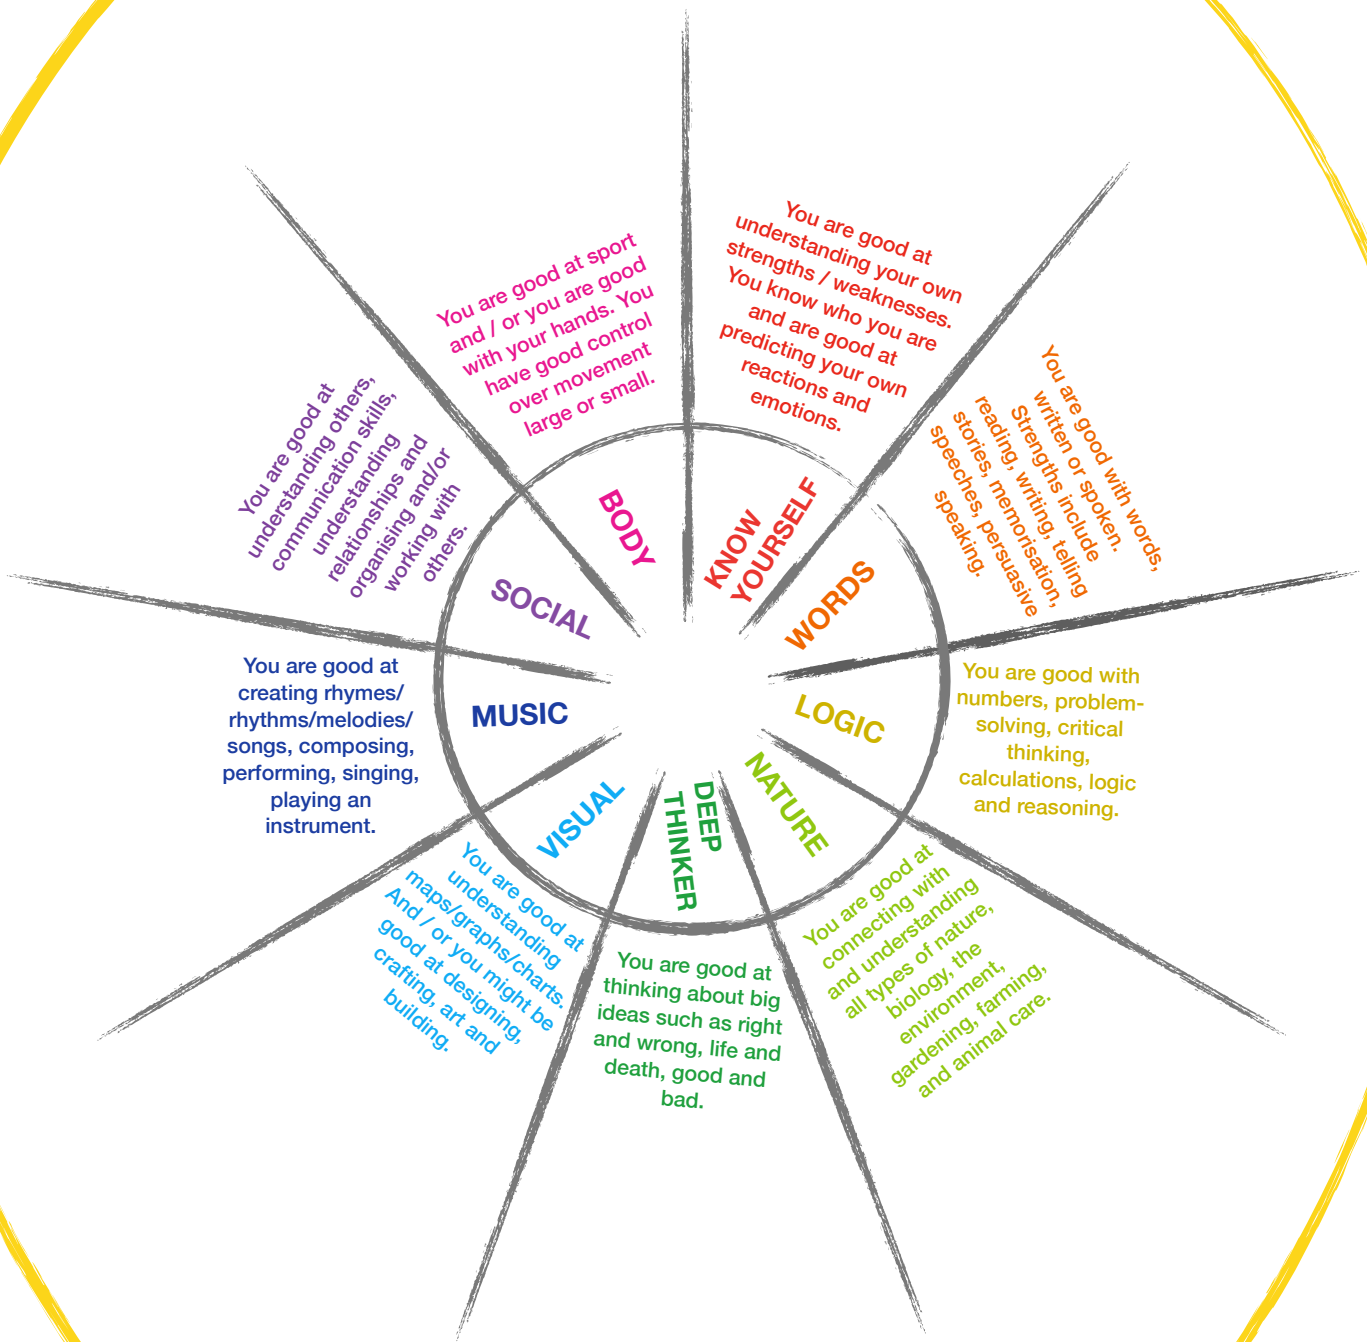 KNOW
YOURSELF
You are good at
understanding your own
strengths / weaknesses.
You know who you are
and are good at
predicting your own
reactions and
emotions.
WORDS
You are good with words,
written or spoken.
Strengths include
reading, writing, telling
stories, memorisation,
speeches, persuasive
speaking.
LOGIC
You are good with
numbers, problem-
solving, critical
thinking,
calculations, logic
and reasoning.
NATURE
You are good at
connecting with
and understanding
all types of nature,
biology, the
environment,
gardening, farming,
and animal care.
DEEP
THINKER
You are good at
thinking about big
ideas such as right
and wrong, life and
death, good and
bad.
VISUAL
You are good at
understanding
maps/graphs/charts.
And / or you might be
good at designing,
crafting, art and
building.
MUSIC
You are good at
creating rhymes/
rhythms/melodies/
songs, composing,
performing, singing,
playing an
instrument.
SOCIAL
You are good at
understanding others,
communication skills,
understanding
relationships and
organising and/or
working with
others.
BODY
You are good at sport
and / or you are good
with your hands. You
have good control
over movement
large or small.